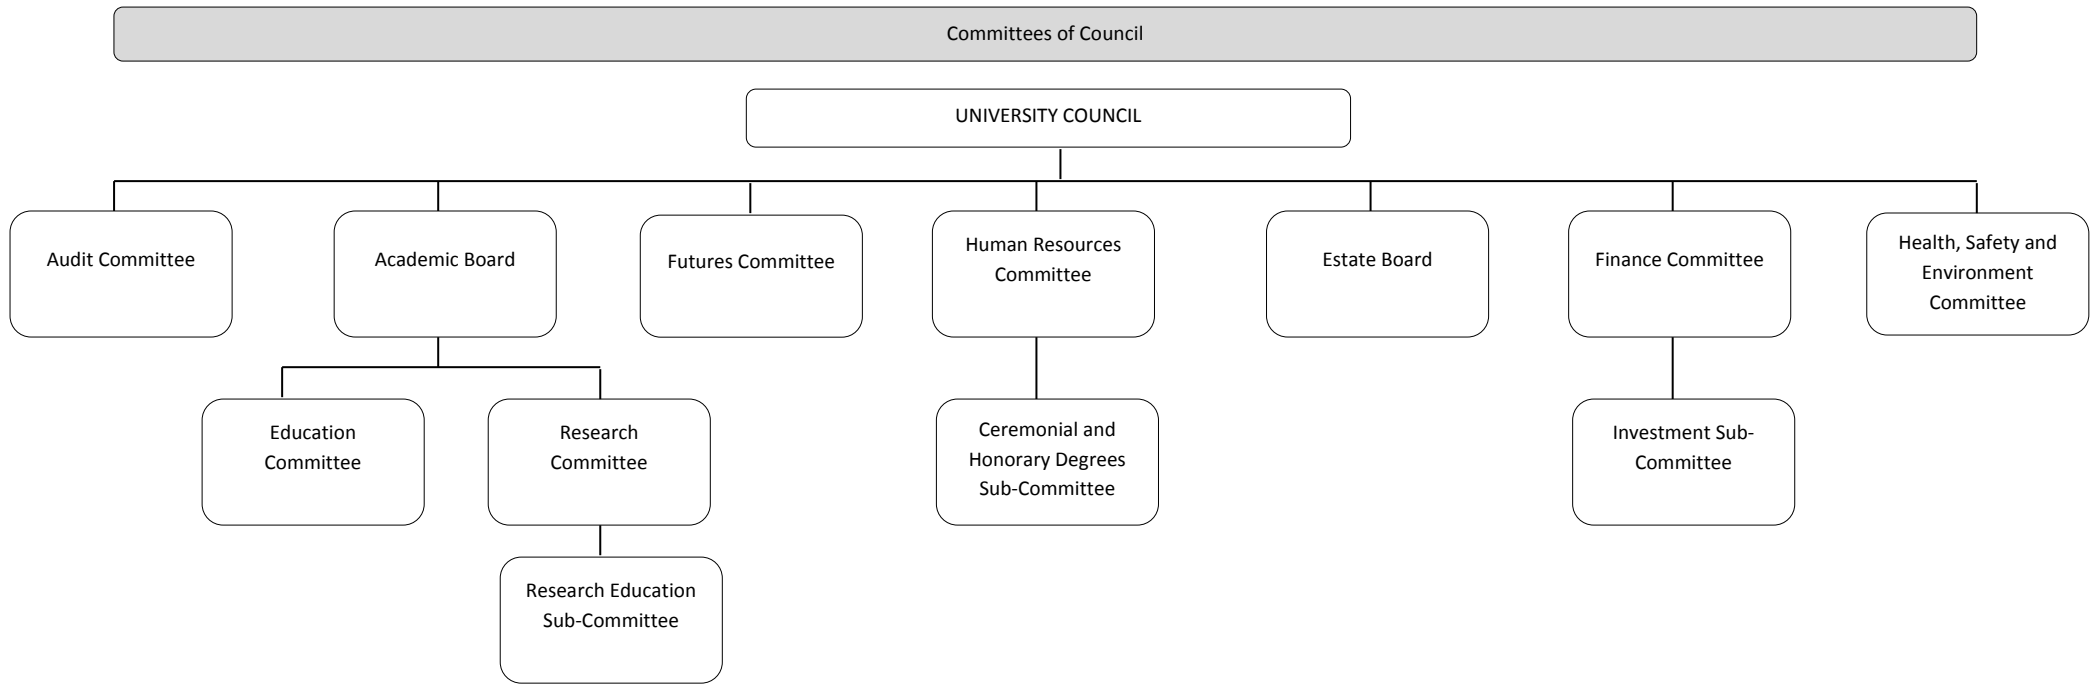 Committees of Council
UNIVERSITY COUNCIL
Audit Committee
Academic Board
Futures Committee
Human Resources
Committee
Estate Board
Finance Committee
Health, Safety and
Environment
Committee
Education
Committee
Research
Committee
Ceremonial and
Honorary Degrees
Sub-Committee
Investment Sub-
Committee
Research Education
Sub-Committee